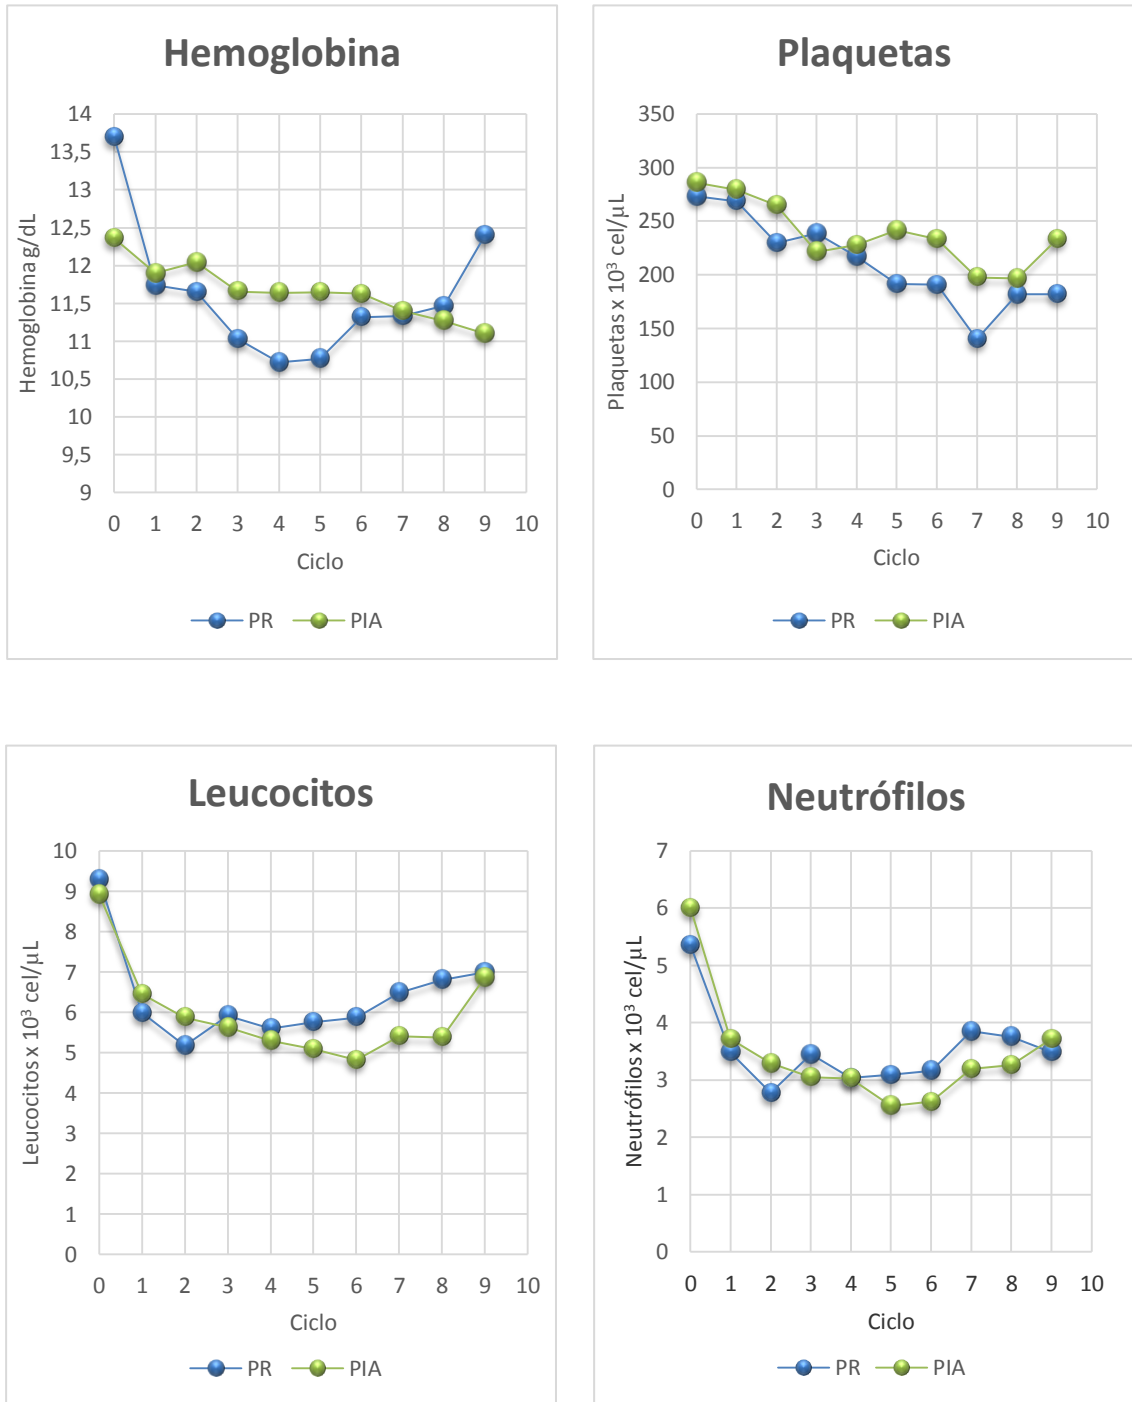 Hemoglobina
Hemoglobina g/dL
14
13,5
13
12,5
12
11,5
11
10,5
10
9,5
9
0 1 2 3 4 5 6 7 8 9 10
Ciclo
PR PIA
Plaquetas
Plaquetas x 10³ cel/µL
350
300
250
200
150
100
50
0
0 1 2 3 4 5 6 7 8 9 10
Ciclo
PR PIA
Leucocitos
Leucocitos x 10³ cel/µL
10
9
8
7
6
5
4
3
2
1
0
0 1 2 3 4 5 6 7 8 9 10
Ciclo
PR PIA
Neutrófilos
Neutrófilos x 10³ cel/µL
7
6
5
4
3
2
1
0
0 1 2 3 4 5 6 7 8 9 10
Ciclo
PR PIA